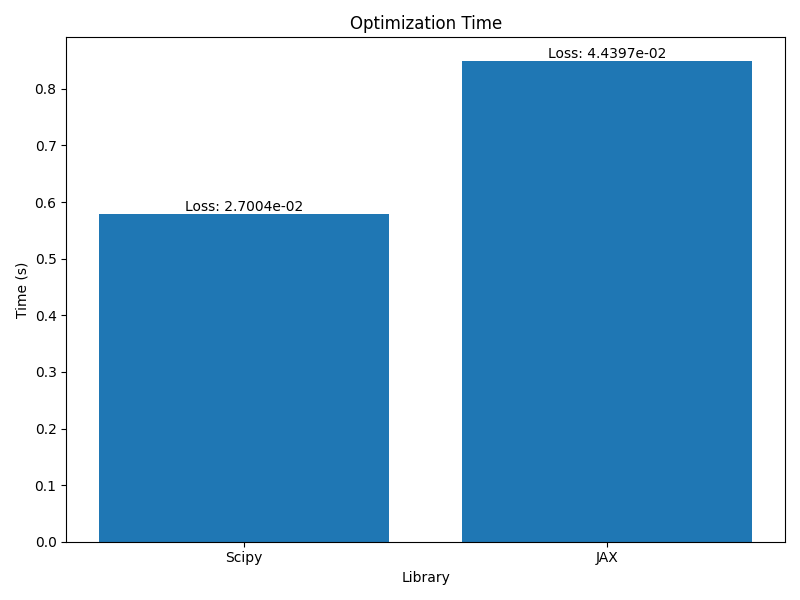 Optimization Time
Loss: 4.4397e-02
Loss: 2.7004e-02
Time (s)
0.8
0.7
0.6
0.5
0.4
0.3
0.2
0.1
0.0
Scipy
JAX
Library